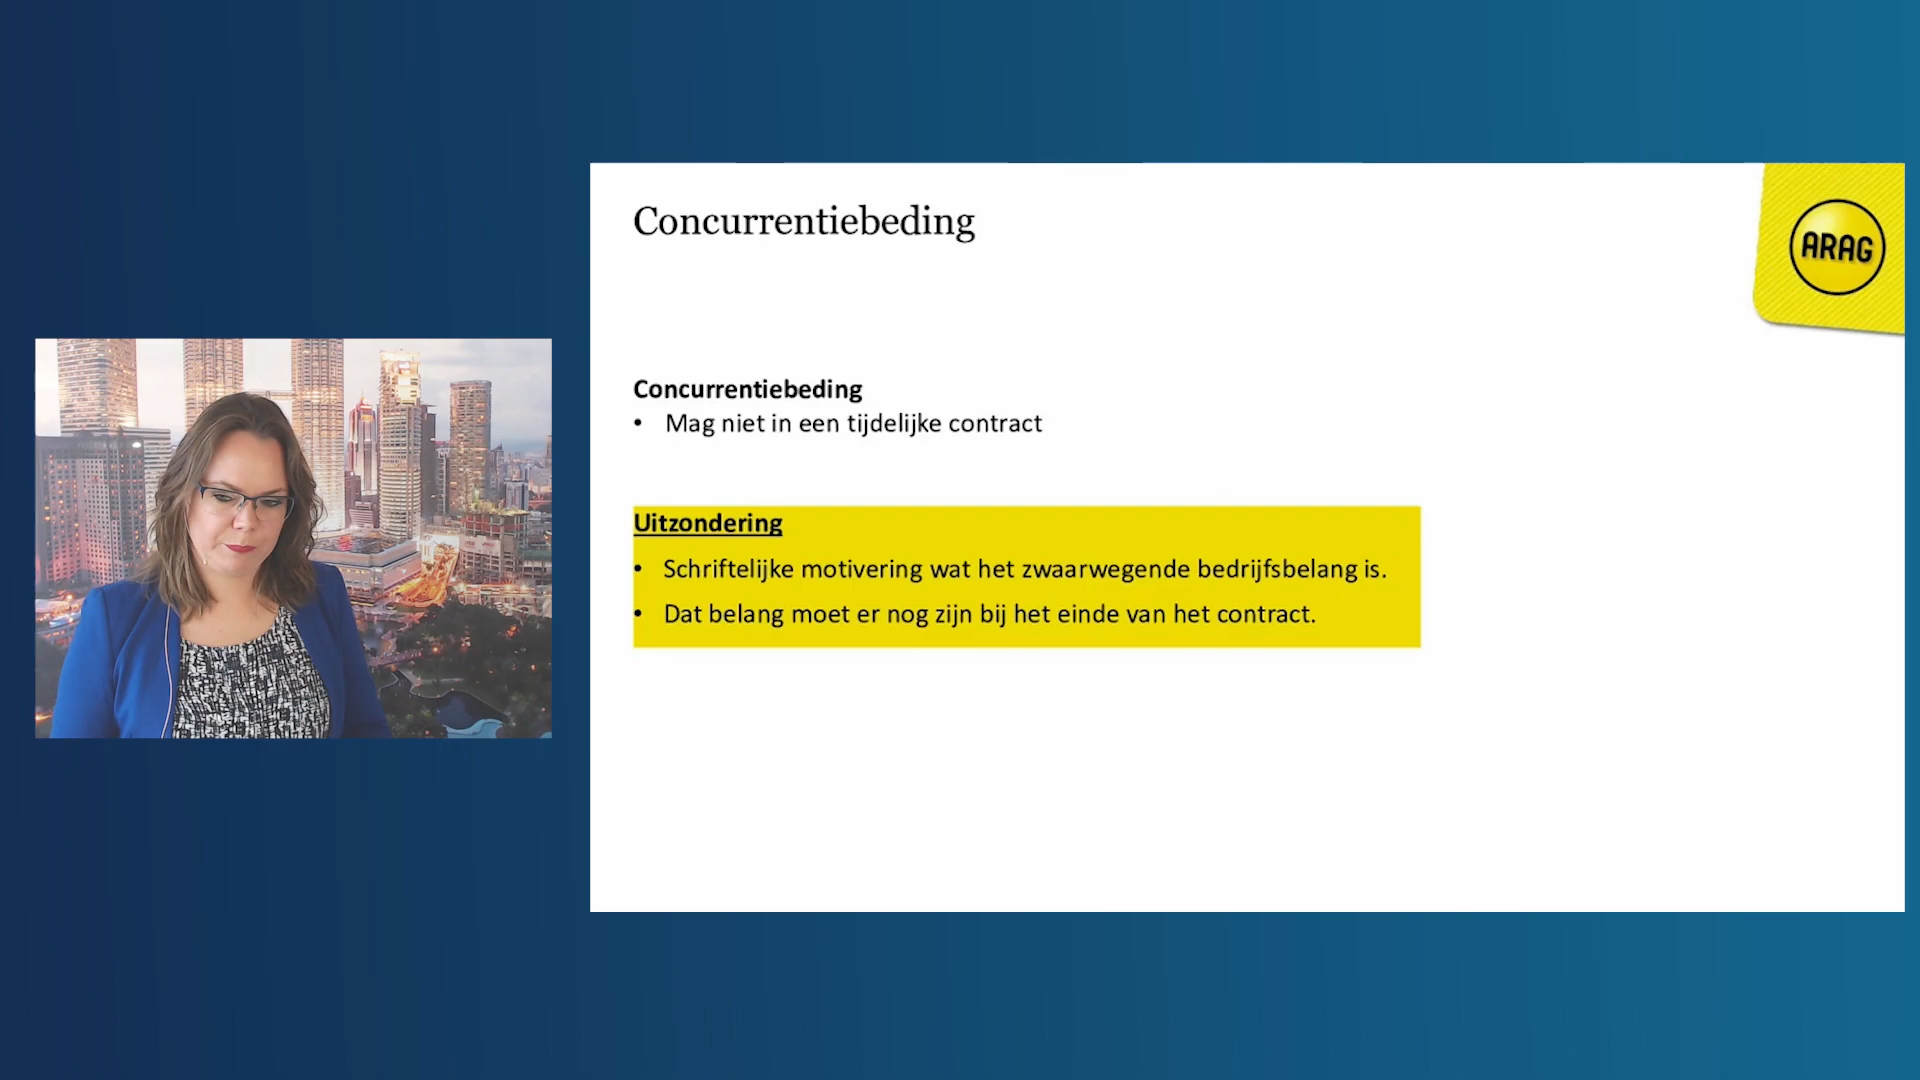 Concurrentiebeding
ARAG
Concurrentiebeding
• Mag niet in een tijdelijke contract
Uitzondering
• Schriftelijke motivering wat het zwaarwegende bedrijfsbelang is.
• Dat belang moet er nog zijn bij het einde van het contract.